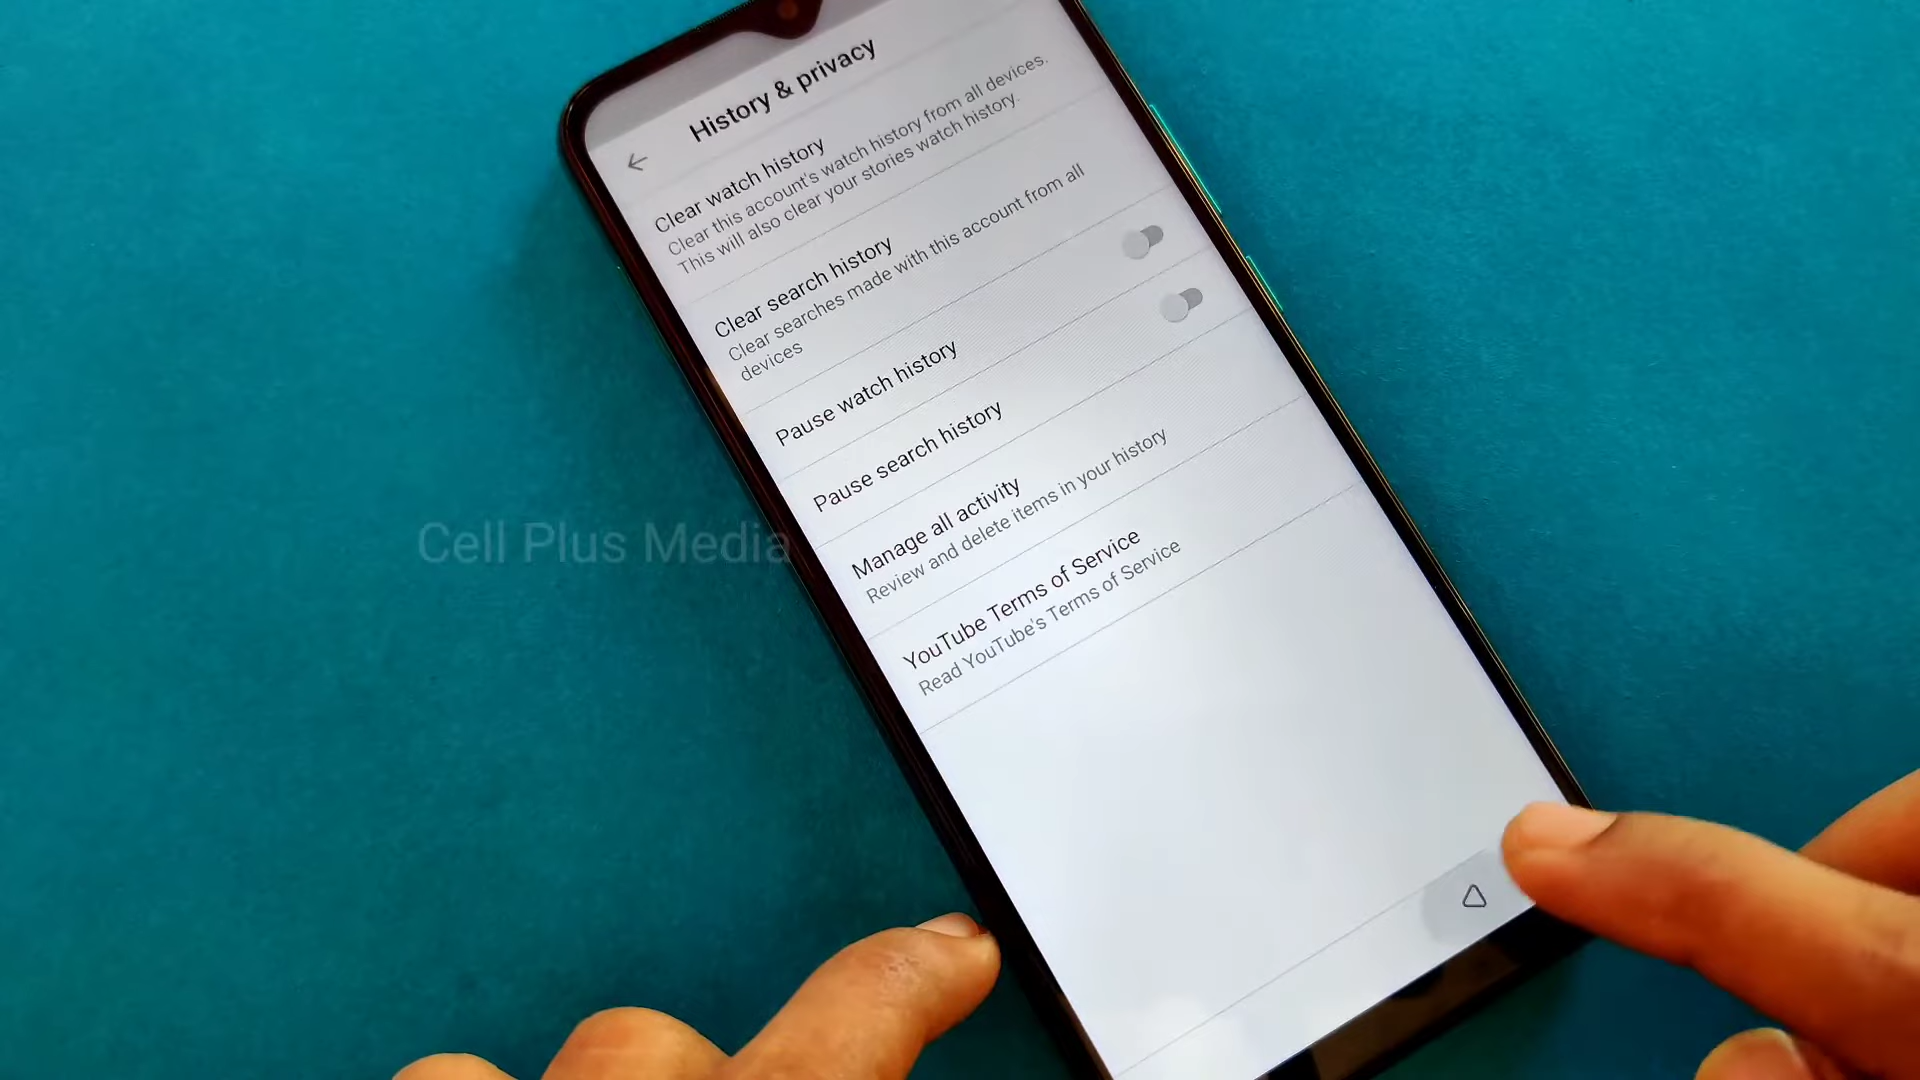 History & privacy
Clear watch history
Clear this account's watch history from all devices.
This will also clear your stories watch history.
Clear search history
Clear searches made with this account from all
devices
Pause watch history
Pause search history
Manage all activity
Review and delete items in your history
YouTube Terms of Service
Read YouTube's Terms of Service
Cell Plus Media